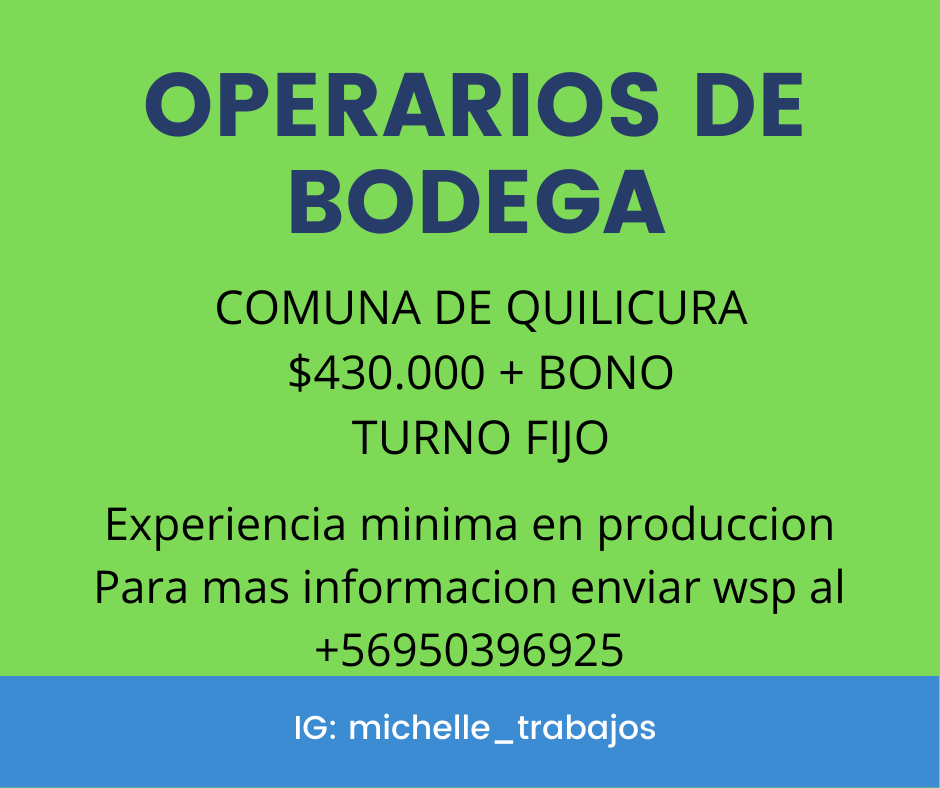 OPERARIOS DE
BODEGA
COMUNA DE QUILICURA
$430.000 + BONO
TURNO FIJO
Experiencia minima en produccion
Para mas informacion enviar wsp al
+56950396925
IG: michelle_trabajos